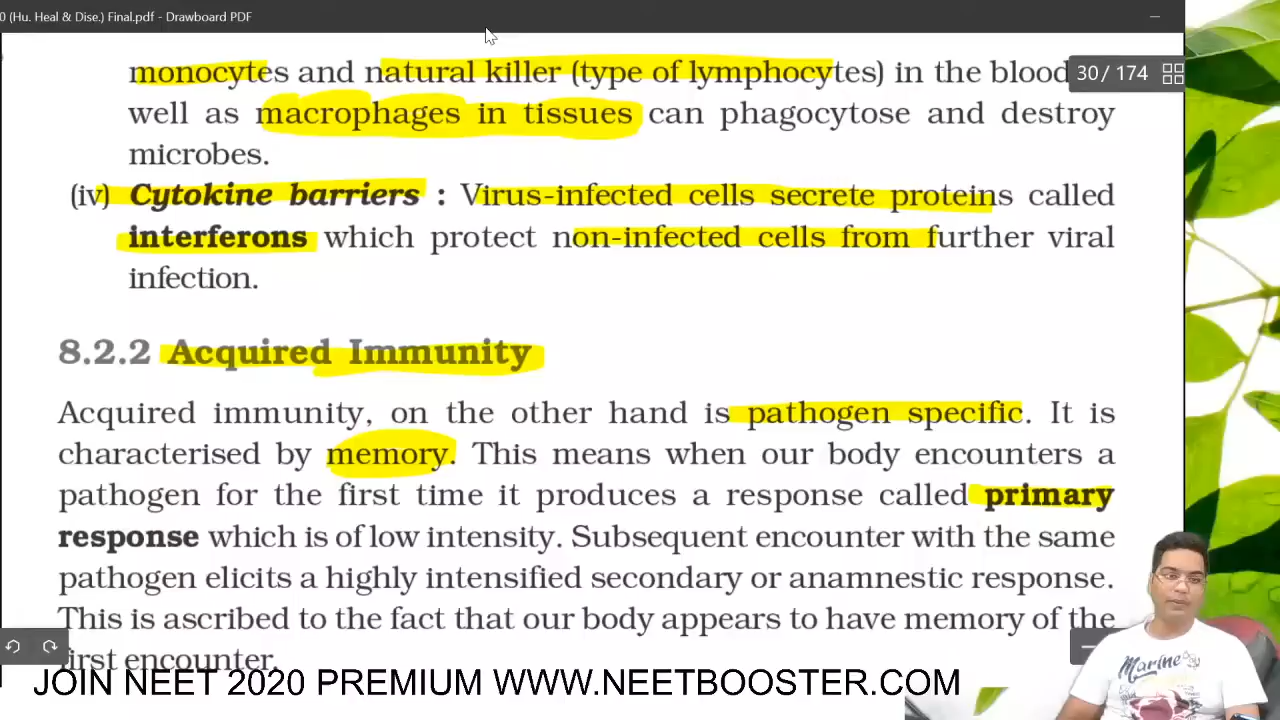 0 (Hu. Heal & Dise.) Final.pdf - Drawboard PDF
monocytes and natural killer (type of lymphocytes) in the blood
30 / 174
well as macrophages in tissues can phagocytose and destroy
microbes.
(iv) Cytokine barriers : Virus-infected cells secrete proteins called
interferons which protect non-infected cells from further viral
infection.
8.2.2 Acquired Immunity
Acquired immunity, on the other hand is pathogen specific. It is
characterised by memory. This means when our body encounters a
pathogen for the first time it produces a response called primary
response which is of low intensity. Subsequent encounter with the same
pathogen elicits a highly intensified secondary or anamnestic response.
This is ascribed to the fact that our body appears to have memory of the
first encounter.
JOIN NEET 2020 PREMIUM WWW.NEETBOOSTER.COM
Marine